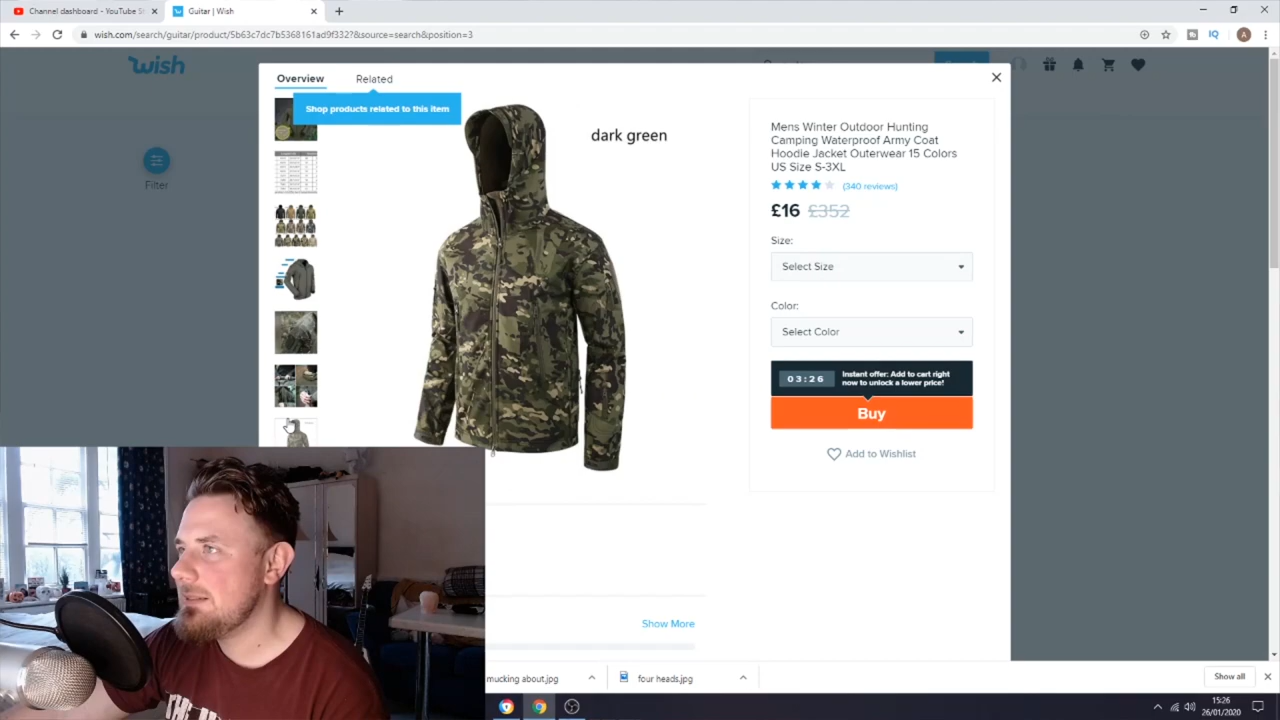 Channel dashboard - YouTube St
Guitar | Wish
wish.com/search/guitar/product/5b63c7dc7b5368161ad9f332?&source=search&position=3
A
wish
Overview
Related
Shop products related to this item
Filter
dark green
Mens Winter Outdoor Hunting
Camping Waterproof Army Coat
Hoodie Jacket Outerwear 15 Colors
US Size S-3XL
(340 reviews)
£16 £352
Size:
Select Size
Color:
Select Color
03:26
Instant offer: Add to cart right
now to unlock a lower price!
Buy
Add to Wishlist
Show More
mucking about.jpg
four heads.jpg
Show all
15:26
26/01/2020